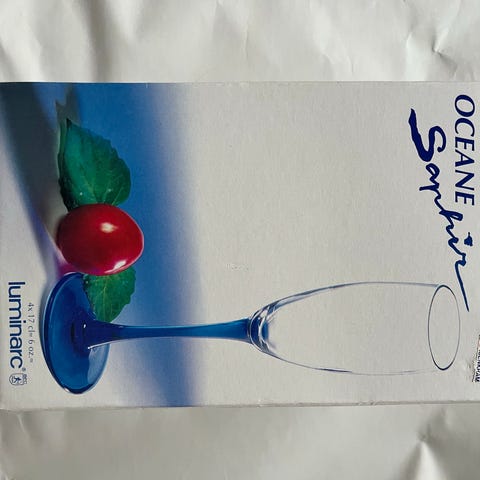 OCEANE
Saphir
4 x 17 cl = 6 oz. ≈
luminarc®